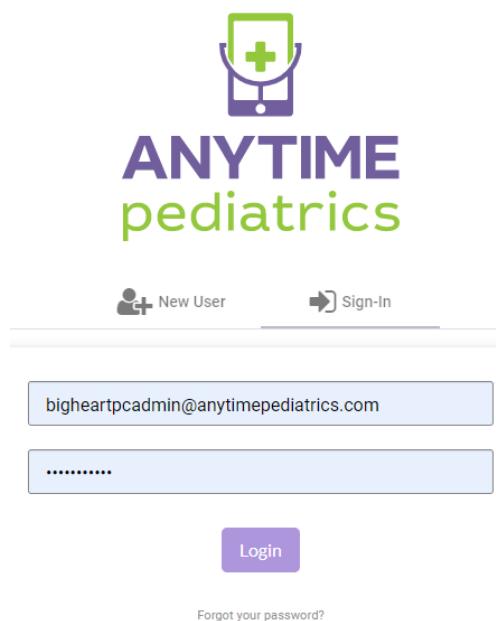 ANYTIME
pediatrics
New User
Sign-In
bigheartpcadmin@anytimepediatrics.com
•••••••••••
Login
Forgot your password?